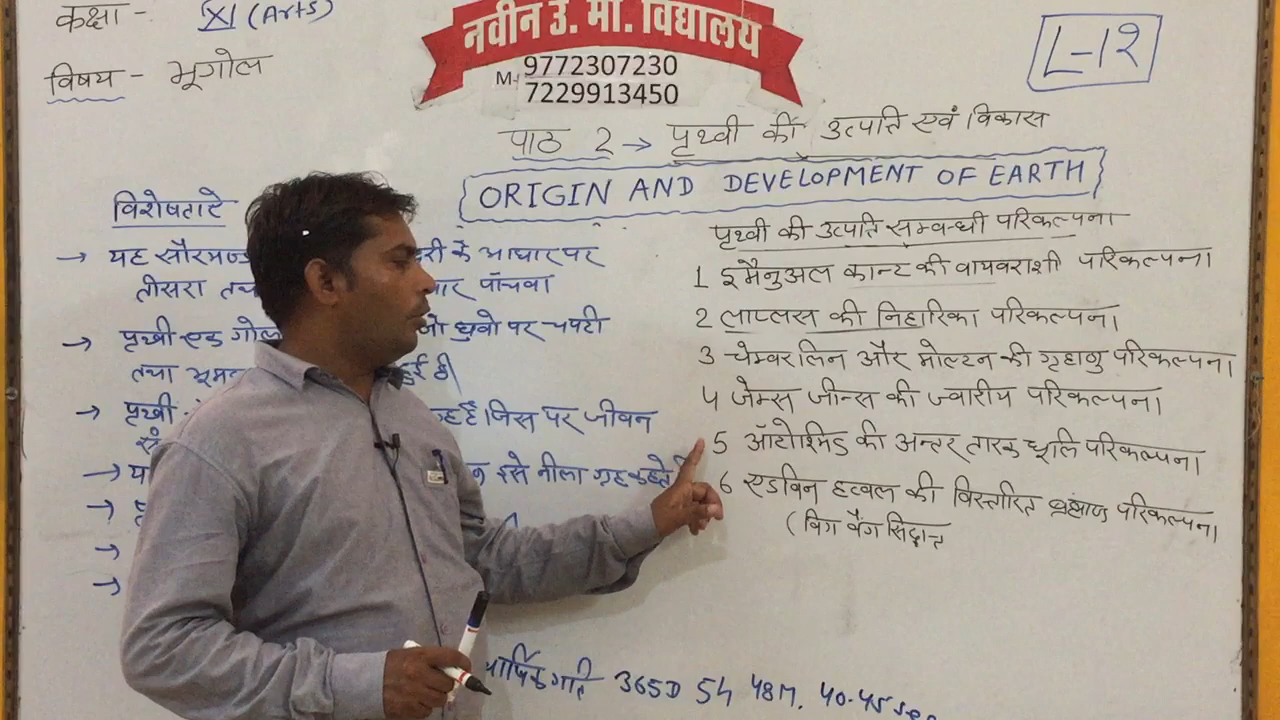 कक्षा - XI (Arts)
विषय - भूगोल
नवीन उ. मा. विद्यालय
M- 9772307230
7229913450
L-12
पाठ 2 → पृथ्वी की उत्पत्ति एवं विकास
ORIGIN AND DEVELOPMENT OF EARTH
विशेषताटे
→ यह सौरमण्ड के आधार पर
तीसरा पाँचवा
→ पृथ्वी एक गोल ध्रुवो पर चपटी
तथा हुई है।
→ पृथ्वी है। जिस पर जीवन
→ इसे नीला ग्रह कहते
→
→
→
वार्षिक गति 365D 5h 48M. 40-45 sec
पृथ्वी की उत्पति सम्बन्धी परिकल्पना
1 इमैनुअल कान्ट की वायवराशी परिकल्पना
2 लाप्लस की निहारिका परिकल्पना
3 चेम्बरलिन और मोल्टन की ग्रहाणु परिकल्पना
4 जेम्स जीन्स की ज्वारीय परिकल्पना
5 ऑटोश्मिड की अन्तर तारक धूलि परिकल्पना
6 एडविन हब्बल की विस्तारित ब्रह्माण्ड परिकल्पना
(बिग बैंग सिद्वान्त